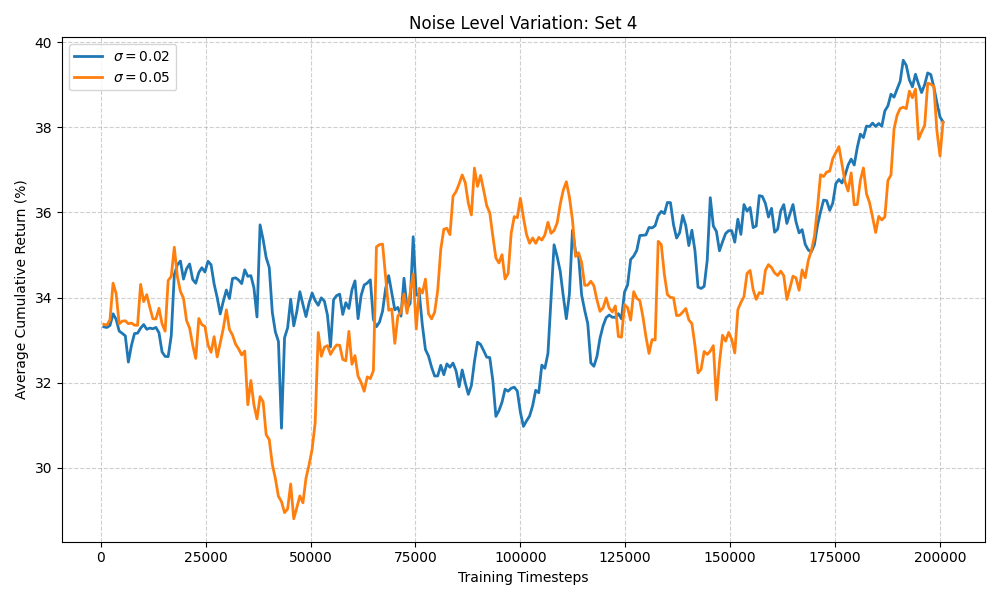 Noise Level Variation: Set 4
σ = 0.02
σ = 0.05
Average Cumulative Return (%)
40
38
36
34
32
30
0 25000 50000 75000 100000 125000 150000 175000 200000
Training Timesteps